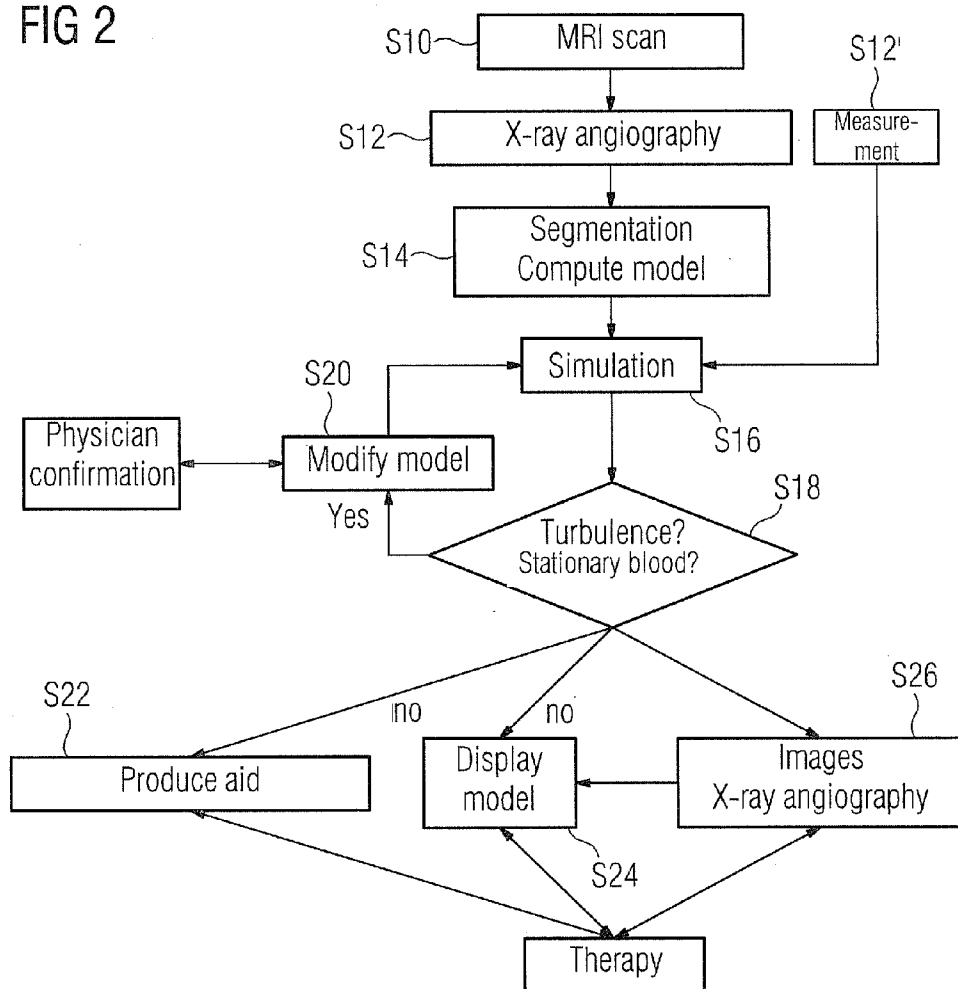 FIG 2
S10
MRI scan
S12'
S12
X-ray angiography
Measure-
ment
S14
Segmentation
Compute model
S20
Simulation
S16
Physician
confirmation
Modify model
Yes
S18
Turbulence?
Stationary blood?
S22
no
no
S26
Produce aid
Display
model
Images
X-ray angiography
S24
Therapy